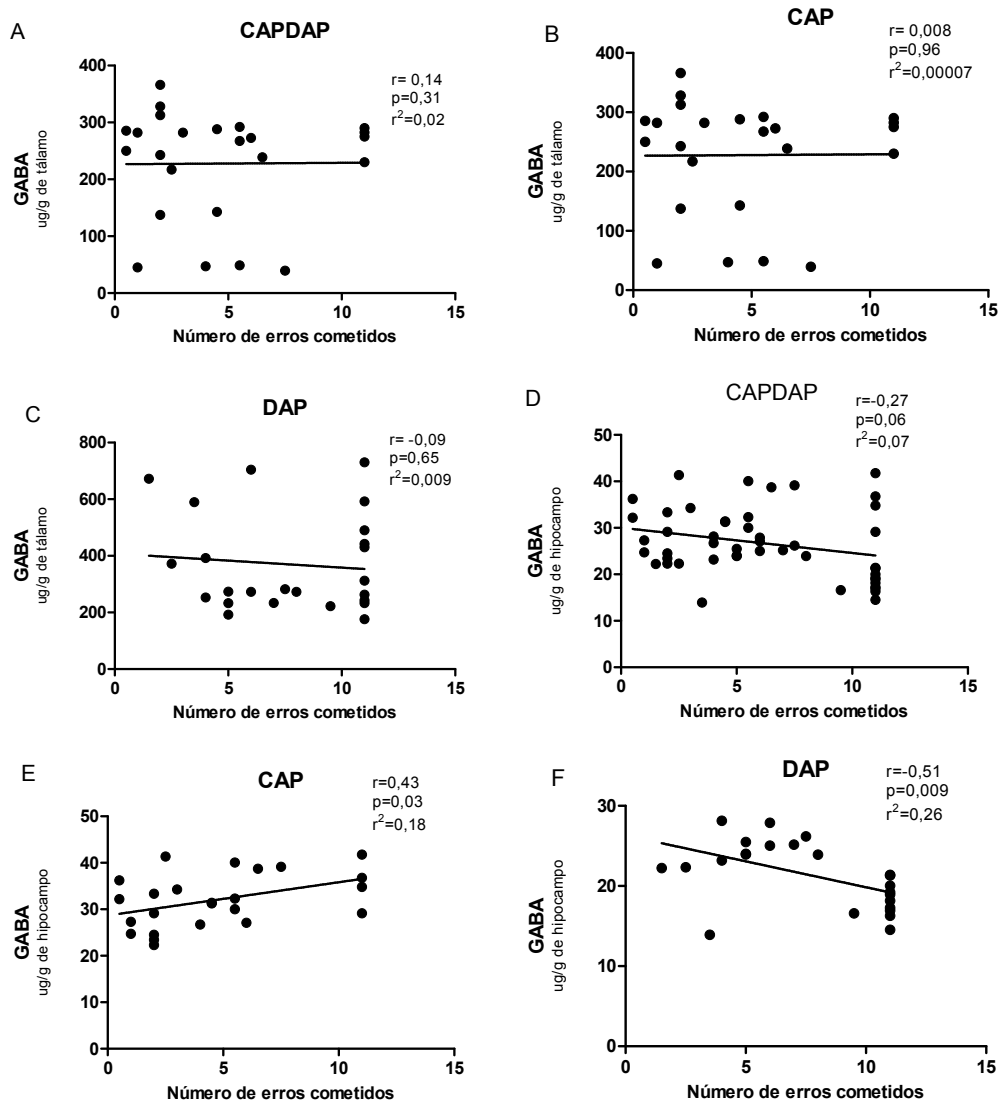 A
CAPDAP
r= 0,14
p=0,31
r²=0,02
GABA
ug/g de tálamo
400
300
200
100
0
0 5 10 15
Número de erros cometidos
B
CAP
r= 0,008
p=0,96
r²=0,00007
GABA
ug/g de tálamo
400
300
200
100
0
0 5 10 15
Número de erros cometidos
C
DAP
r= -0,09
p=0,65
r²=0,009
GABA
ug/g de tálamo
800
600
400
200
0
0 5 10 15
Número de erros cometidos
D
CAPDAP
r=-0,27
p=0,06
r²=0,07
GABA
ug/g de hipocampo
50
40
30
20
10
0
0 5 10 15
Número de erros cometidos
E
CAP
r=0,43
p=0,03
r²=0,18
GABA
ug/g de hipocampo
50
40
30
20
10
0
0 5 10 15
Número de erros cometidos
F
DAP
r=-0,51
p=0,009
r²=0,26
GABA
ug/g de hipocampo
30
20
10
0
0 5 10 15
Número de erros cometidos